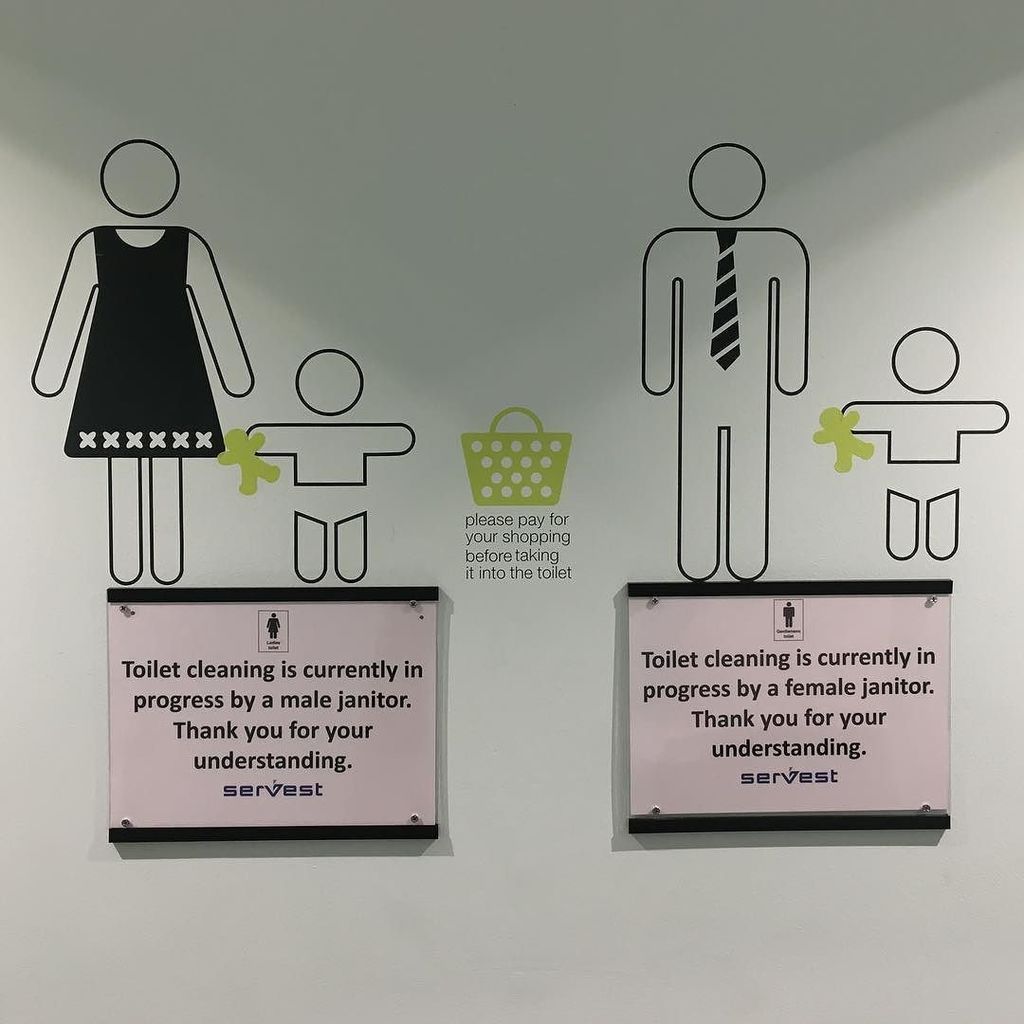 please pay for
your shopping
before taking
it into the toilet
Ladies
toilet
Toilet cleaning is currently in
progress by a male janitor.
Thank you for your
understanding.
servest
Gentlemens
toilet
Toilet cleaning is currently in
progress by a female janitor.
Thank you for your
understanding.
servest